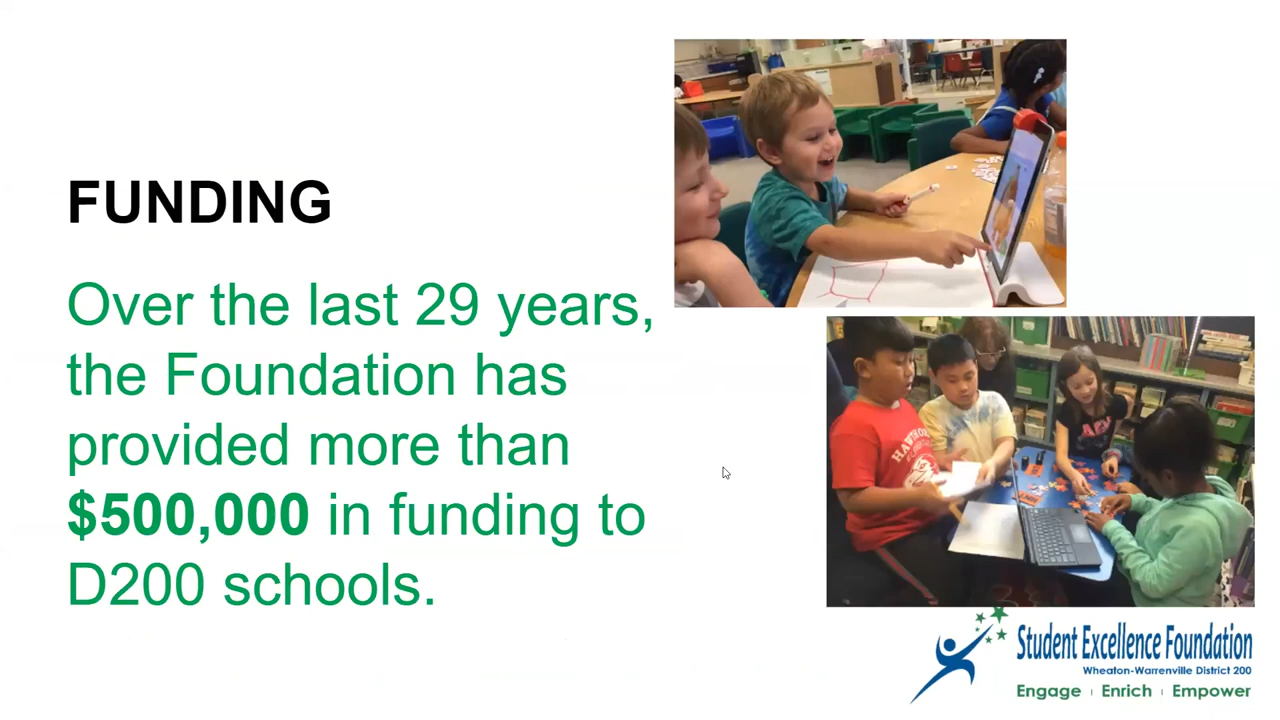 FUNDING
Over the last 29 years,
the Foundation has
provided more than
$500,000 in funding to
D200 schools.
Student Excellence Foundation
Wheaton-Warrenville District 200
Engage Enrich Empower